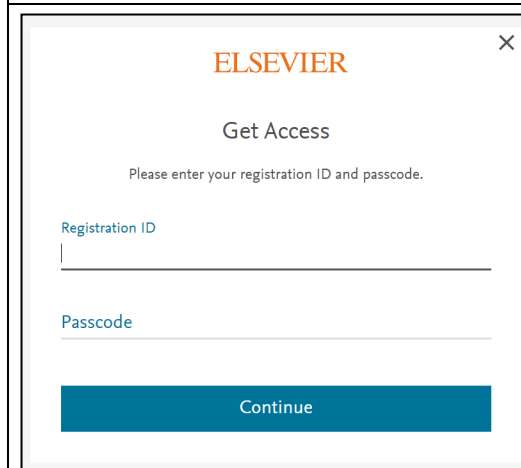 ELSEVIER
Get Access
Please enter your registration ID and passcode.
Registration ID
Passcode
Continue